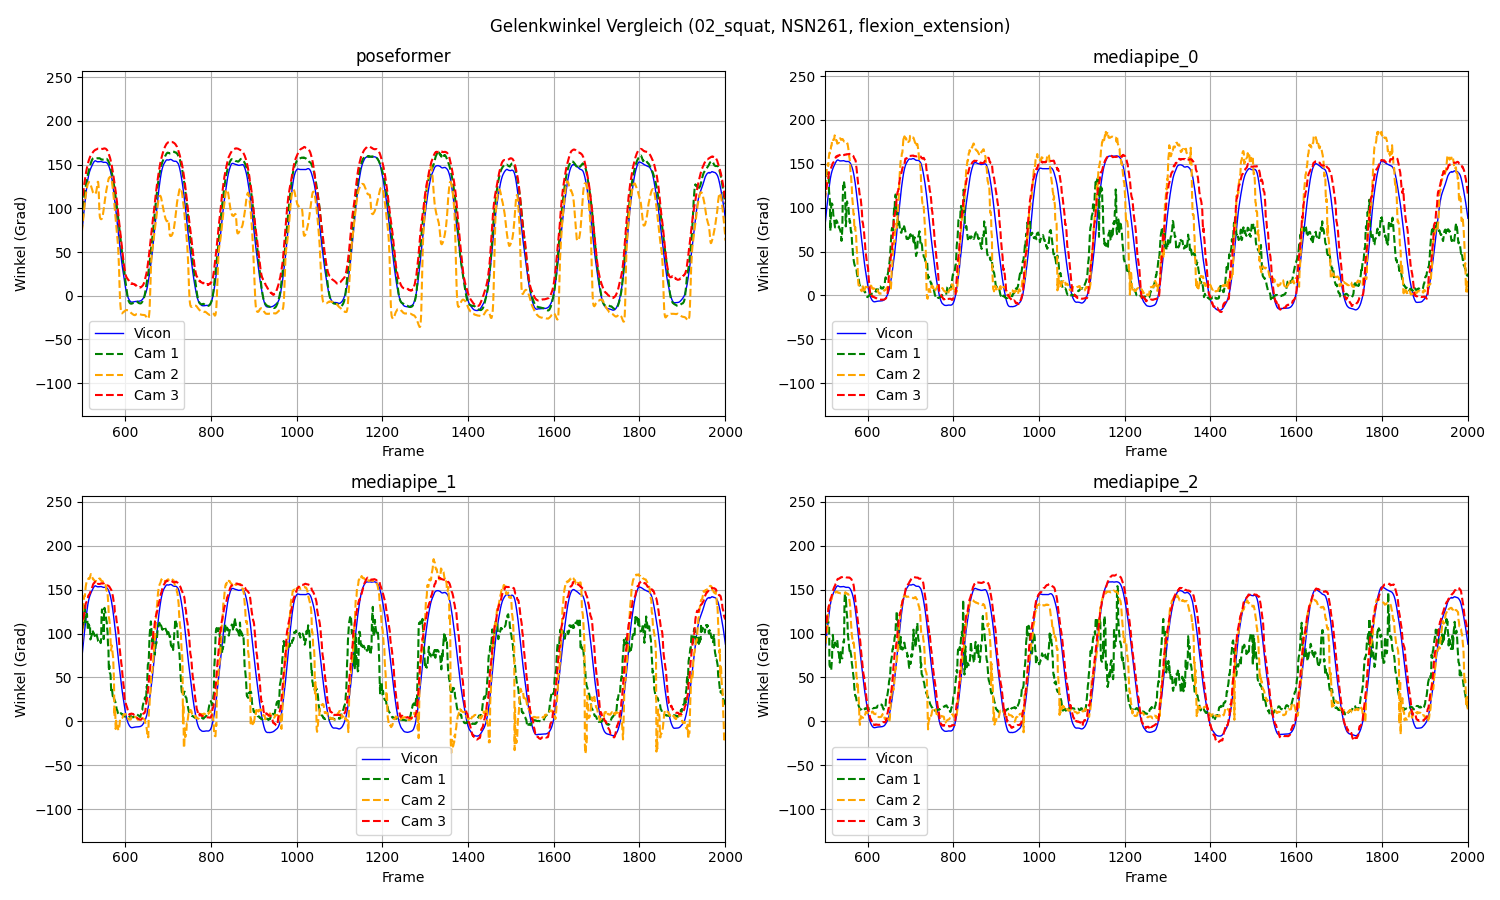 Gelenkwinkel Vergleich (02_squat, NSN261, flexion_extension)
poseformer
250
200
150
100
50
0
−50
−100
Winkel (Grad)
Vicon
Cam 1
Cam 2
Cam 3
600 800 1000 1200 1400 1600 1800 2000
Frame
mediapipe_0
250
200
150
100
50
0
−50
−100
Winkel (Grad)
Vicon
Cam 1
Cam 2
Cam 3
600 800 1000 1200 1400 1600 1800 2000
Frame
mediapipe_1
250
200
150
100
50
0
−50
−100
Winkel (Grad)
Vicon
Cam 1
Cam 2
Cam 3
600 800 1000 1200 1400 1600 1800 2000
Frame
mediapipe_2
250
200
150
100
50
0
−50
−100
Winkel (Grad)
Vicon
Cam 1
Cam 2
Cam 3
600 800 1000 1200 1400 1600 1800 2000
Frame